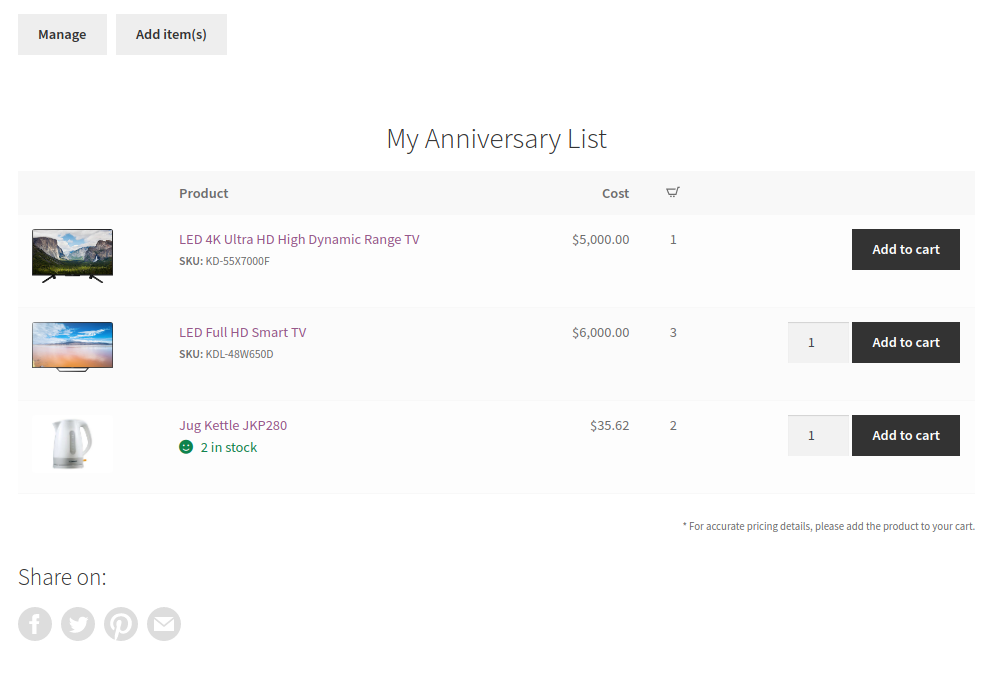 Manage Add item(s)
My Anniversary List
Product Cost
LED 4K Ultra HD High Dynamic Range TV $5,000.00 1 Add to cart
SKU: KD-55X7000F
LED Full HD Smart TV $6,000.00 3 1 Add to cart
SKU: KDL-48W650D
Jug Kettle JKP280 $35.62 2 1 Add to cart
2 in stock
* For accurate pricing details, please add the product to your cart.
Share on: